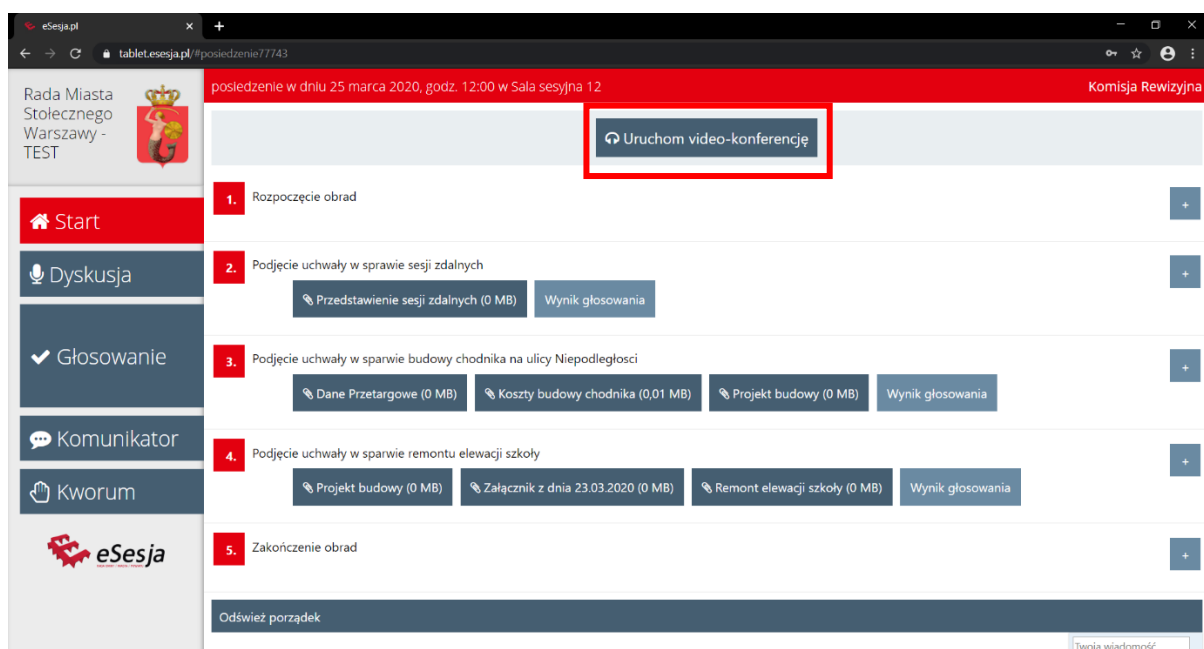 eSesja.pl
tablet.esesja.pl/#posiedzenie77743
Rada Miasta
Stołecznego
Warszawy -
TEST
posiedzenie w dniu 25 marca 2020, godz. 12:00 w Sala sesyjna 12
Komisja Rewizyjna
Uruchom video-konferencję
Start
Dyskusja
Głosowanie
Komunikator
Kworum
eSesja
1. Rozpoczęcie obrad
+
2. Podjęcie uchwały w sprawie sesji zdalnych
+
Przedstawienie sesji zdalnych (0 MB) Wynik głosowania
3. Podjęcie uchwały w sparwie budowy chodnika na ulicy Niepodległosci
+
Dane Przetargowe (0 MB) Koszty budowy chodnika (0,01 MB) Projekt budowy (0 MB) Wynik głosowania
4. Podjęcie uchwały w sparwie remontu elewacji szkoły
+
Projekt budowy (0 MB) Załącznik z dnia 23.03.2020 (0 MB) Remont elewacji szkoły (0 MB) Wynik głosowania
5. Zakończenie obrad
+
Odśwież porządek
Twoja wiadomość